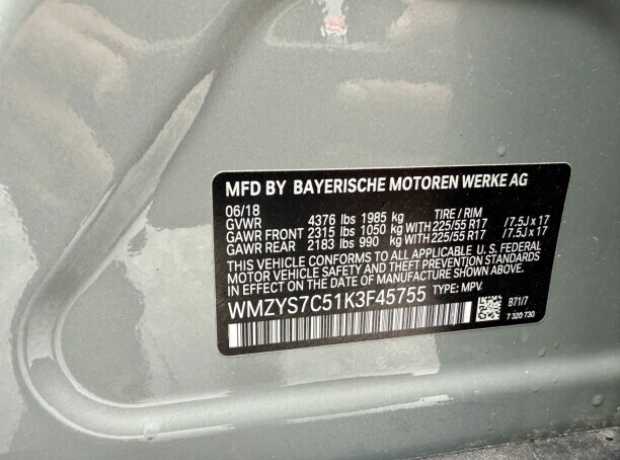 MFD BY BAYERISCHE MOTOREN WERKE AG
06/18
GVWR 4376 lbs 1985 kg TIRE / RIM
GAWR FRONT 2315 lbs 1050 kg WITH 225/55 R17 /7.5J x 17
GAWR REAR 2183 lbs 990 kg WITH 225/55 R17 /7.5J x 17
THIS VEHICLE CONFORMS TO ALL APPLICABLE U.S. FEDERAL
MOTOR VEHICLE SAFETY AND THEFT PREVENTION STANDARDS
IN EFFECT ON THE DATE OF MANUFACTURE SHOWN ABOVE.
WMZYS7C51K3F45755 TYPE: MPV.
B71/7
7 320 730